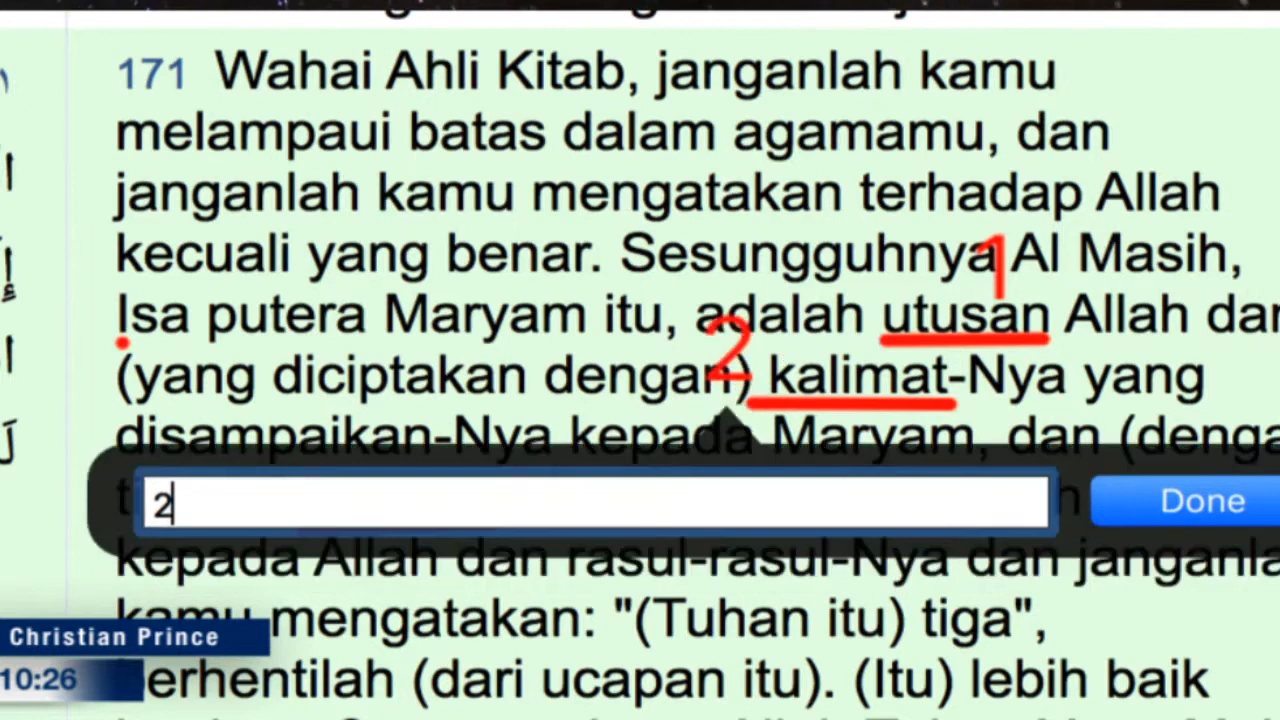 171 Wahai Ahli Kitab, janganlah kamu
melampaui batas dalam agamamu, dan
janganlah kamu mengatakan terhadap Allah
kecuali yang benar. Sesungguhnya Al Masih,
1
Isa putera Maryam itu, adalah utusan Allah dan
2
(yang diciptakan dengan) kalimat-Nya yang
disampaikan-Nya kepada Maryam, dan (denga
2
Done
kepada Allah dan rasul-rasul-Nya dan janganla
kamu mengatakan: "(Tuhan itu) tiga",
Christian Prince
10:26
berhentilah (dari ucapan itu). (Itu) lebih baik